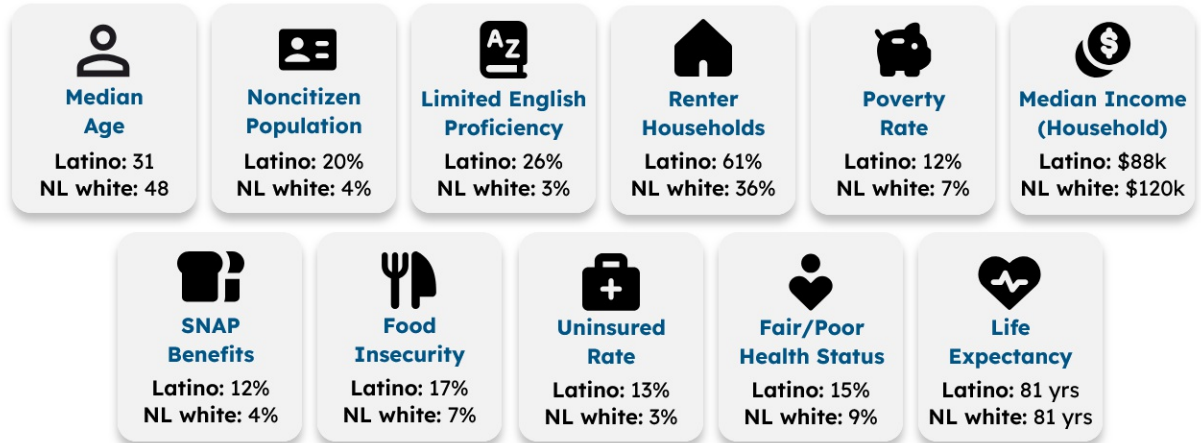 Median
Age
Latino: 31
NL white: 48
Noncitizen
Population
Latino: 20%
NL white: 4%
A
Z
Limited English
Proficiency
Latino: 26%
NL white: 3%
Renter
Households
Latino: 61%
NL white: 36%
Poverty
Rate
Latino: 12%
NL white: 7%
$
Median Income
(Household)
Latino: $88k
NL white: $120k
SNAP
Benefits
Latino: 12%
NL white: 4%
Food
Insecurity
Latino: 17%
NL white: 7%
Uninsured
Rate
Latino: 13%
NL white: 3%
Fair/Poor
Health Status
Latino: 15%
NL white: 9%
Life
Expectancy
Latino: 81 yrs
NL white: 81 yrs